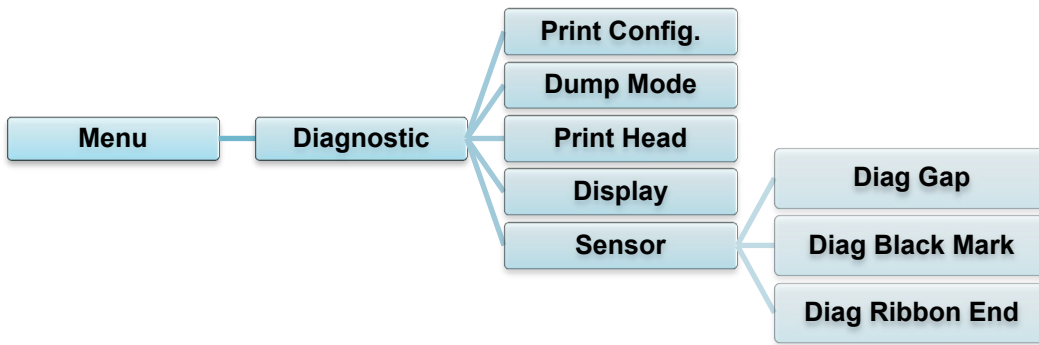 Menu
Diagnostic
Print Config.
Dump Mode
Print Head
Display
Sensor
Diag Gap
Diag Black Mark
Diag Ribbon End